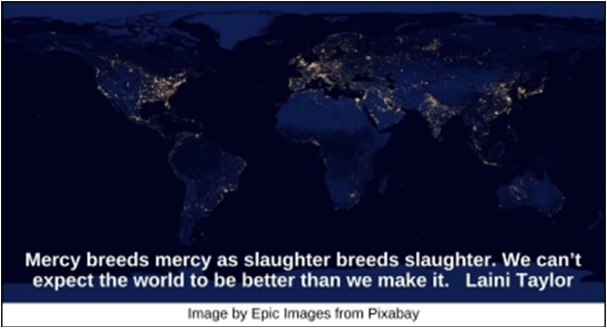 Mercy breeds mercy as slaughter breeds slaughter. We can't
expect the world to be better than we make it.   Laini Taylor
Image by Epic Images from Pixabay